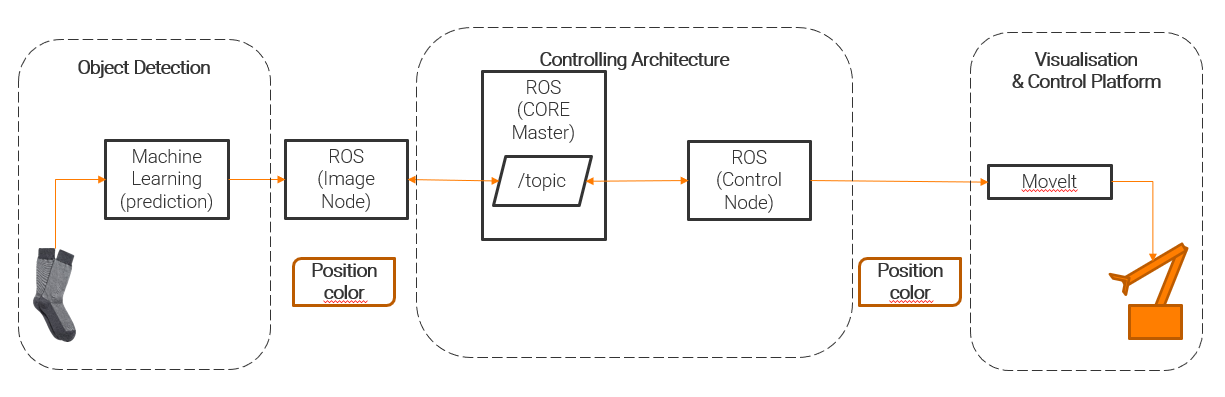 Object Detection
Machine
Learning
(prediction)
ROS
(Image
Node)
Position
color
Controlling Architecture
ROS
(CORE
Master)
/topic
ROS
(Control
Node)
Position
color
Visualisation
& Control Platform
MoveIt